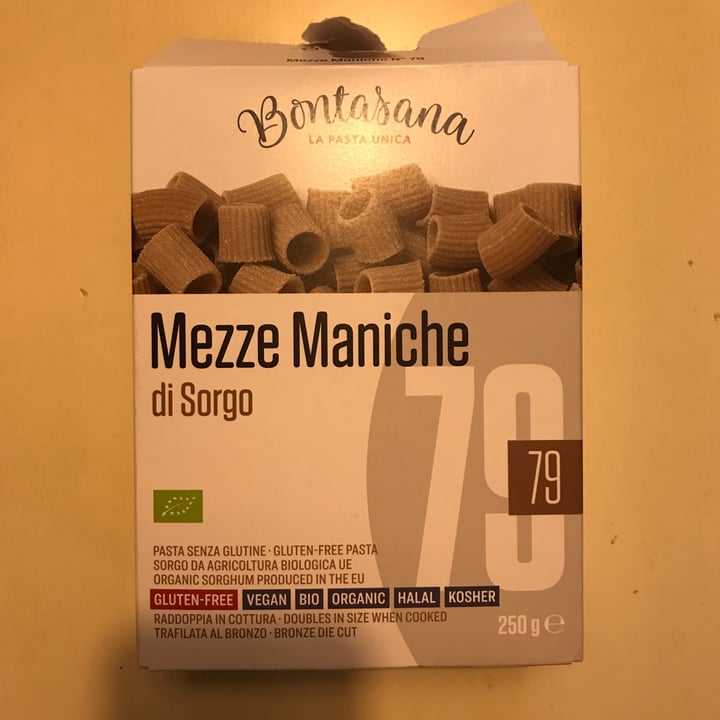 Mezze Maniche n° 79
Bontasana
LA PASTA UNICA
Mezze Maniche
di Sorgo
79
79
PASTA SENZA GLUTINE · GLUTEN-FREE PASTA
SORGO DA AGRICOLTURA BIOLOGICA UE
ORGANIC SORGHUM PRODUCED IN THE EU
GLUTEN-FREE VEGAN BIO ORGANIC HALAL KOSHER
RADDOPPIA IN COTTURA · DOUBLES IN SIZE WHEN COOKED
TRAFILATA AL BRONZO · BRONZE DIE CUT
250 g e